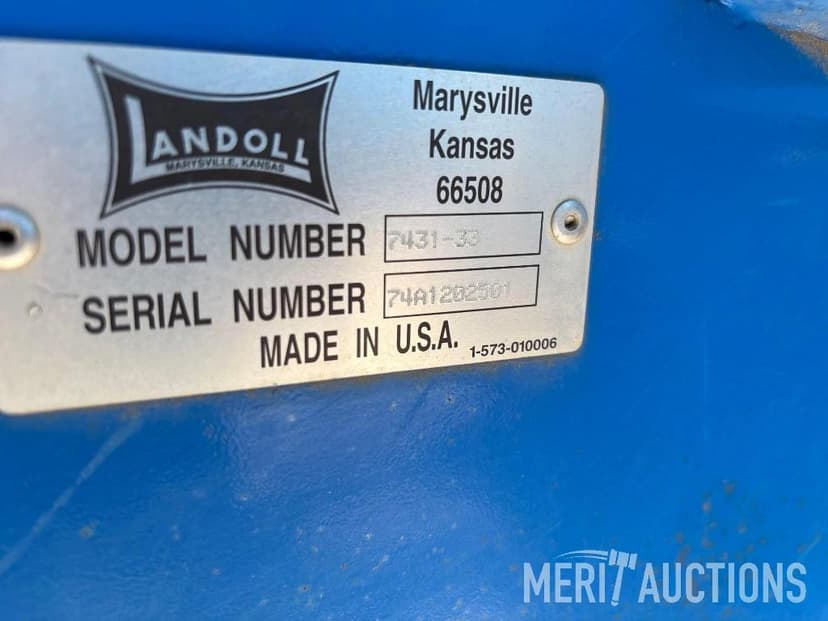 LANDOLL
MARYSVILLE, KANSAS
Marysville
Kansas
66508
MODEL NUMBER 7431-33
SERIAL NUMBER 74A1202501
MADE IN U.S.A. 1-573-010006
MERIT AUCTIONS